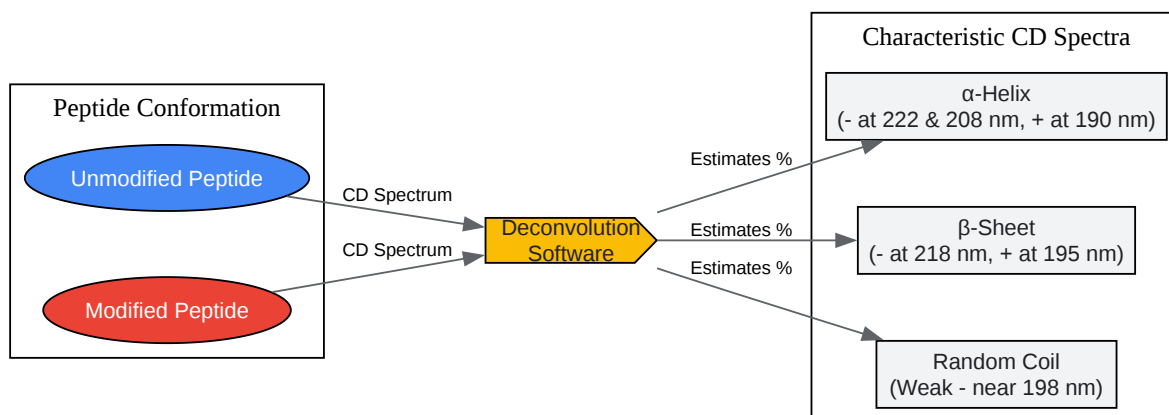 Peptide Conformation
Unmodified Peptide
Modified Peptide
CD Spectrum
CD Spectrum
Deconvolution
Software
Estimates %
Estimates %
Estimates %
Characteristic CD Spectra
α-Helix
(- at 222 & 208 nm, + at 190 nm)
β-Sheet
(- at 218 nm, + at 195 nm)
Random Coil
(Weak - near 198 nm)